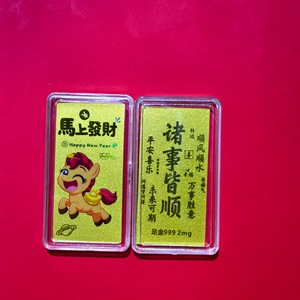 馬上發財
Happy New Year
诸事皆顺
顺风顺水
万事胜意
平安喜乐
未来可期
足金999 2mg